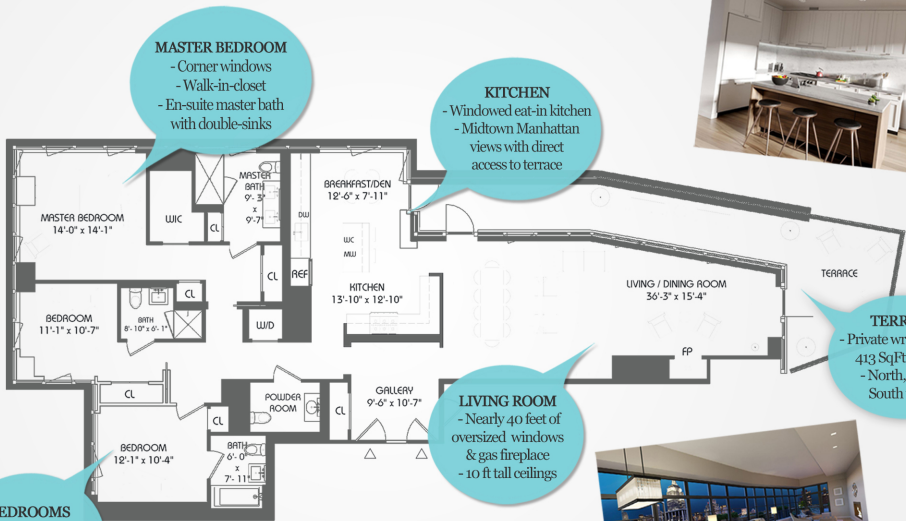 MASTER BEDROOM
- Corner windows
- Walk-in-closet
- En-suite master bath
with double-sinks
KITCHEN
- Windowed eat-in kitchen
- Midtown Manhattan
views with direct
access to terrace
MASTER
BATH
9'- 3"
x
9'-7"
BREAKFAST/DEN
12'-6" x 7'-11"
MASTER BEDROOM
14'-0" x 14'-1"
WIC
CL
DW
WC
MW
REF
CL
TERRACE
KITCHEN
13'-10" x 12'-10"
LIVING / DINING ROOM
36'-3" x 15'-4"
CL
BEDROOM
11'-1" x 10'-7"
BATH
8'- 10" x 6'- 1"
W/D
FP
TERR
- Private wr
413 SqFt
- North,
South
CL
POWDER
ROOM
CL
GALLERY
9'-6" x 10'-7"
CL
LIVING ROOM
- Nearly 40 feet of
oversized windows
& gas fireplace
- 10 ft tall ceilings
BEDROOM
12'-1" x 10'-4"
BATH
6'- 0"
x
7'- 11"
EDROOMS